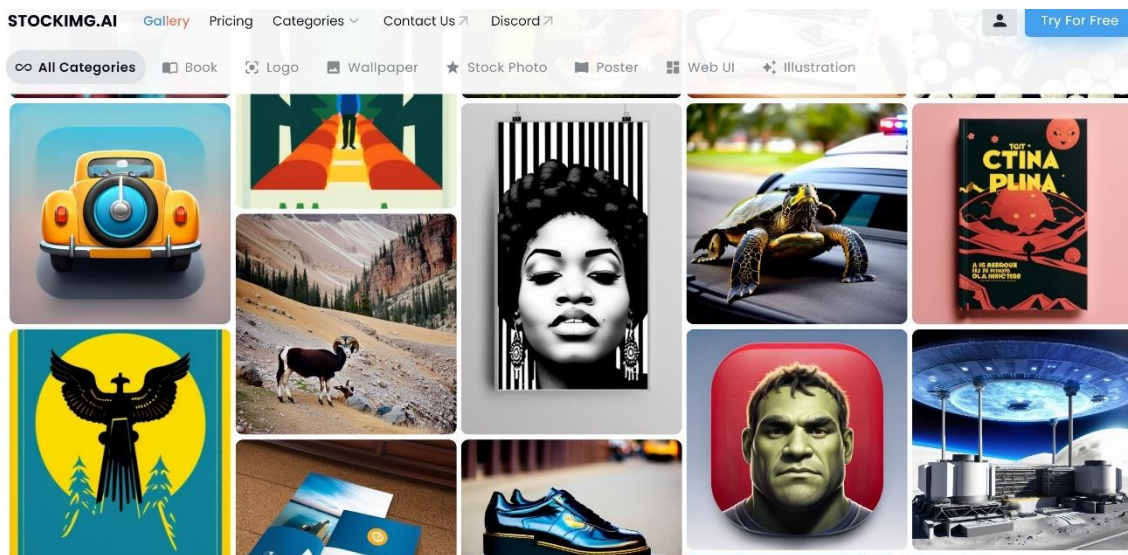 STOCKIMG.AI Gallery Pricing Categories Contact Us Discord Try For Free
All Categories Book Logo Wallpaper Stock Photo Poster Web UI Illustration
CTINA
PLINA